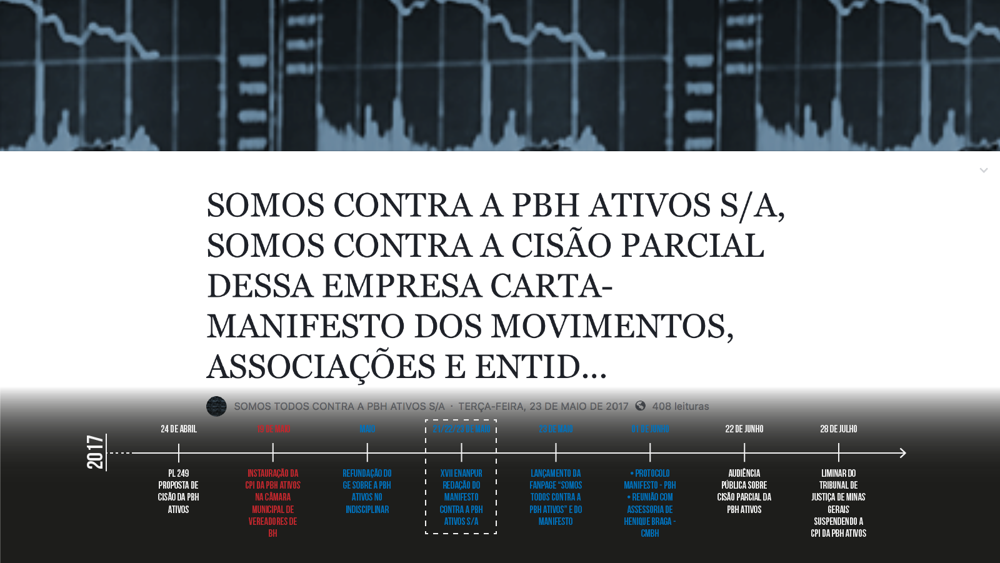 SOMOS CONTRA A PBH ATIVOS S/A,
SOMOS CONTRA A CISÃO PARCIAL
DESSA EMPRESA CARTA-
MANIFESTO DOS MOVIMENTOS,
ASSOCIAÇÕES E ENTID...
SOMOS TODOS CONTRA A PBH ATIVOS S/A · TERÇA-FEIRA, 23 DE MAIO DE 2017 408 leituras
2017
24 DE ABRIL
PL 249
PROPOSTA DE
CISÃO DA PBH
ATIVOS
19 DE MAIO
INSTAURAÇÃO DA
CPI DA PBH ATIVOS
NA CÂMARA
MUNICIPAL DE
VEREADORES DE
BH
MAIO
REFUNDAÇÃO DO
GE SOBRE A PBH
ATIVOS NO
INDISCIPLINAR
21/22/23 DE MAIO
XVII ENANPUR
REDAÇÃO DO
MANIFESTO
CONTRA A PBH
ATIVOS S/A
23 DE MAIO
LANÇAMENTO DA
FANPAGE “SOMOS
TODOS CONTRA A
PBH ATIVOS” E DO
MANIFESTO
01 DE JUNHO
• PROTOCOLO
MANIFESTO - PBH
• REUNIÃO COM
ASSESSORIA DE
HENIQUE BRAGA -
CMBH
22 DE JUNHO
AUDIÊNCIA
PÚBLICA SOBRE
CISÃO PARCIAL DA
PBH ATIVOS
28 DE JULHO
LIMINAR DO
TRIBUNAL DE
JUSTIÇA DE MINAS
GERAIS
SUSPENDENDO A
CPI DA PBH ATIVOS